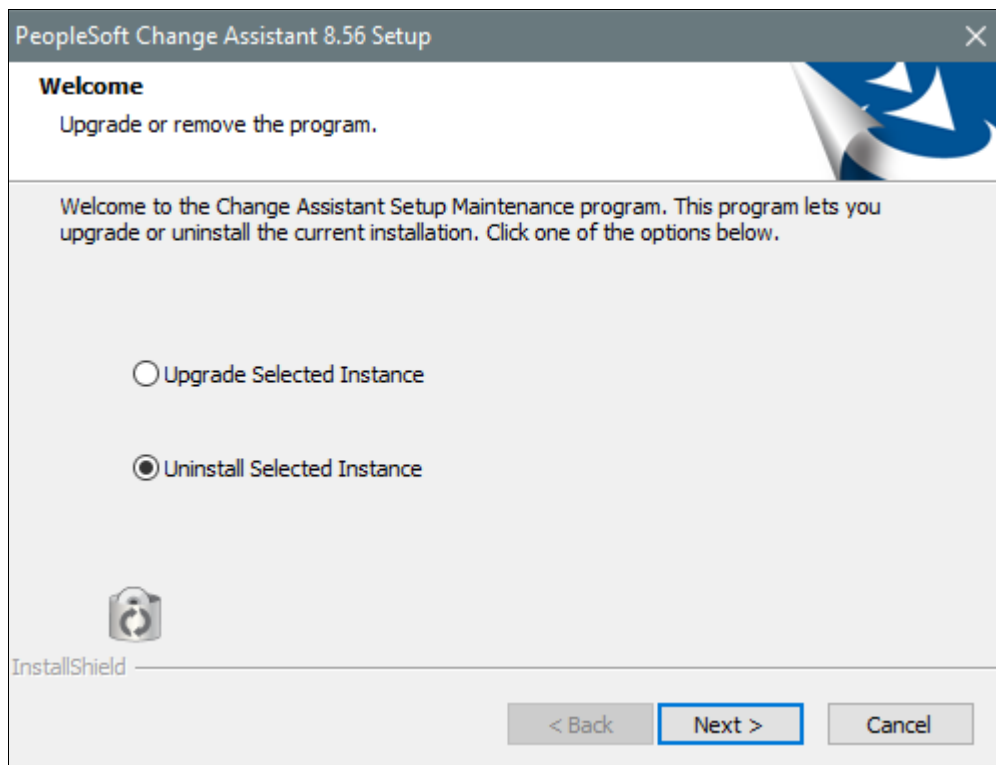 PeopleSoft Change Assistant 8.56 Setup
Welcome
Upgrade or remove the program.
Welcome to the Change Assistant Setup Maintenance program. This program lets you
upgrade or uninstall the current installation. Click one of the options below.
Upgrade Selected Instance
Uninstall Selected Instance
InstallShield
< Back
Next >
Cancel